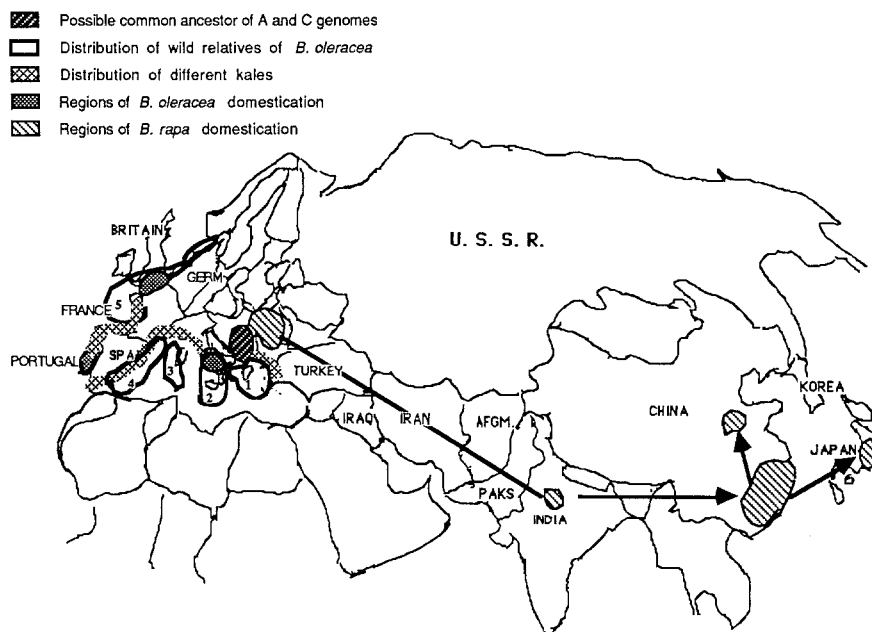 Possible common ancestor of A and C genomes
Distribution of wild relatives of B. oleracea
Distribution of different kales
Regions of B. oleracea domestication
Regions of B. rapa domestication
BRITAIN
U. S. S. R.
GERM
FRANCE
5
PORTUGAL
SPA
4
3
2
1
TURKEY
IRAQ
IRAN
AFGM.
PAKS
INDIA
CHINA
KOREA
JAPAN
6